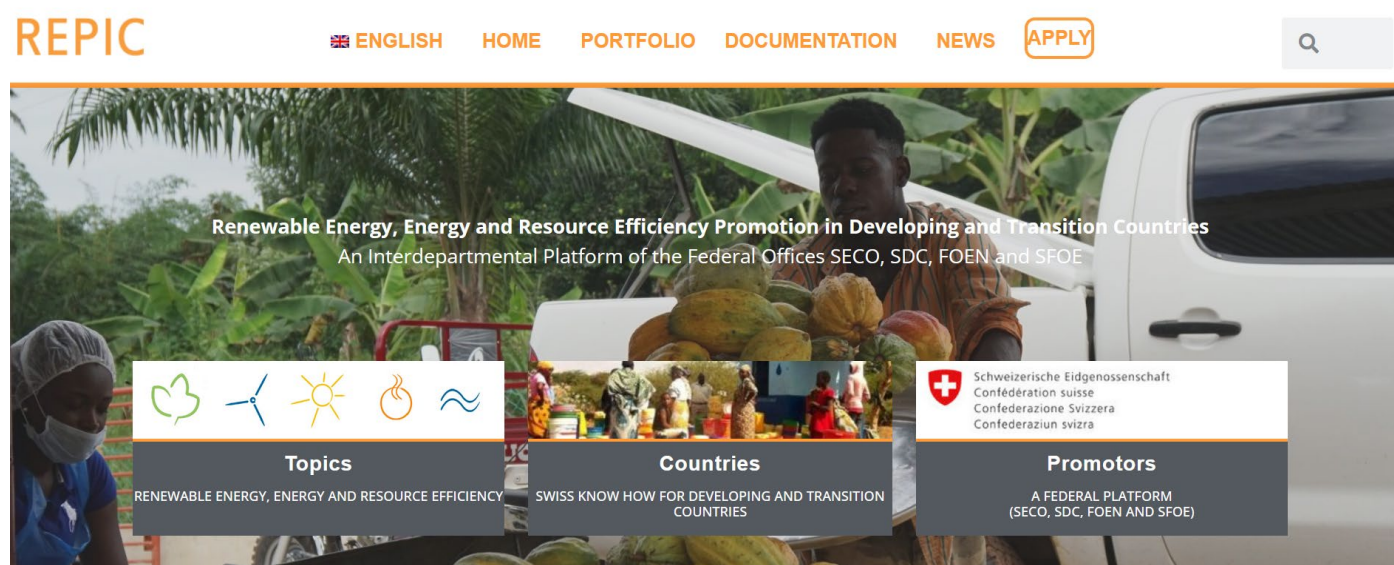 REPIC
ENGLISH HOME PORTFOLIO DOCUMENTATION NEWS APPLY
Renewable Energy, Energy and Resource Efficiency Promotion in Developing and Transition Countries
An Interdepartmental Platform of the Federal Offices SECO, SDC, FOEN and SFOE
Topics
RENEWABLE ENERGY, ENERGY AND RESOURCE EFFICIENCY
Countries
SWISS KNOW HOW FOR DEVELOPING AND TRANSITION
COUNTRIES
Schweizerische Eidgenossenschaft
Confédération suisse
Confederazione Svizzera
Confederaziun svizra
Promotors
A FEDERAL PLATFORM
(SECO, SDC, FOEN AND SFOE)